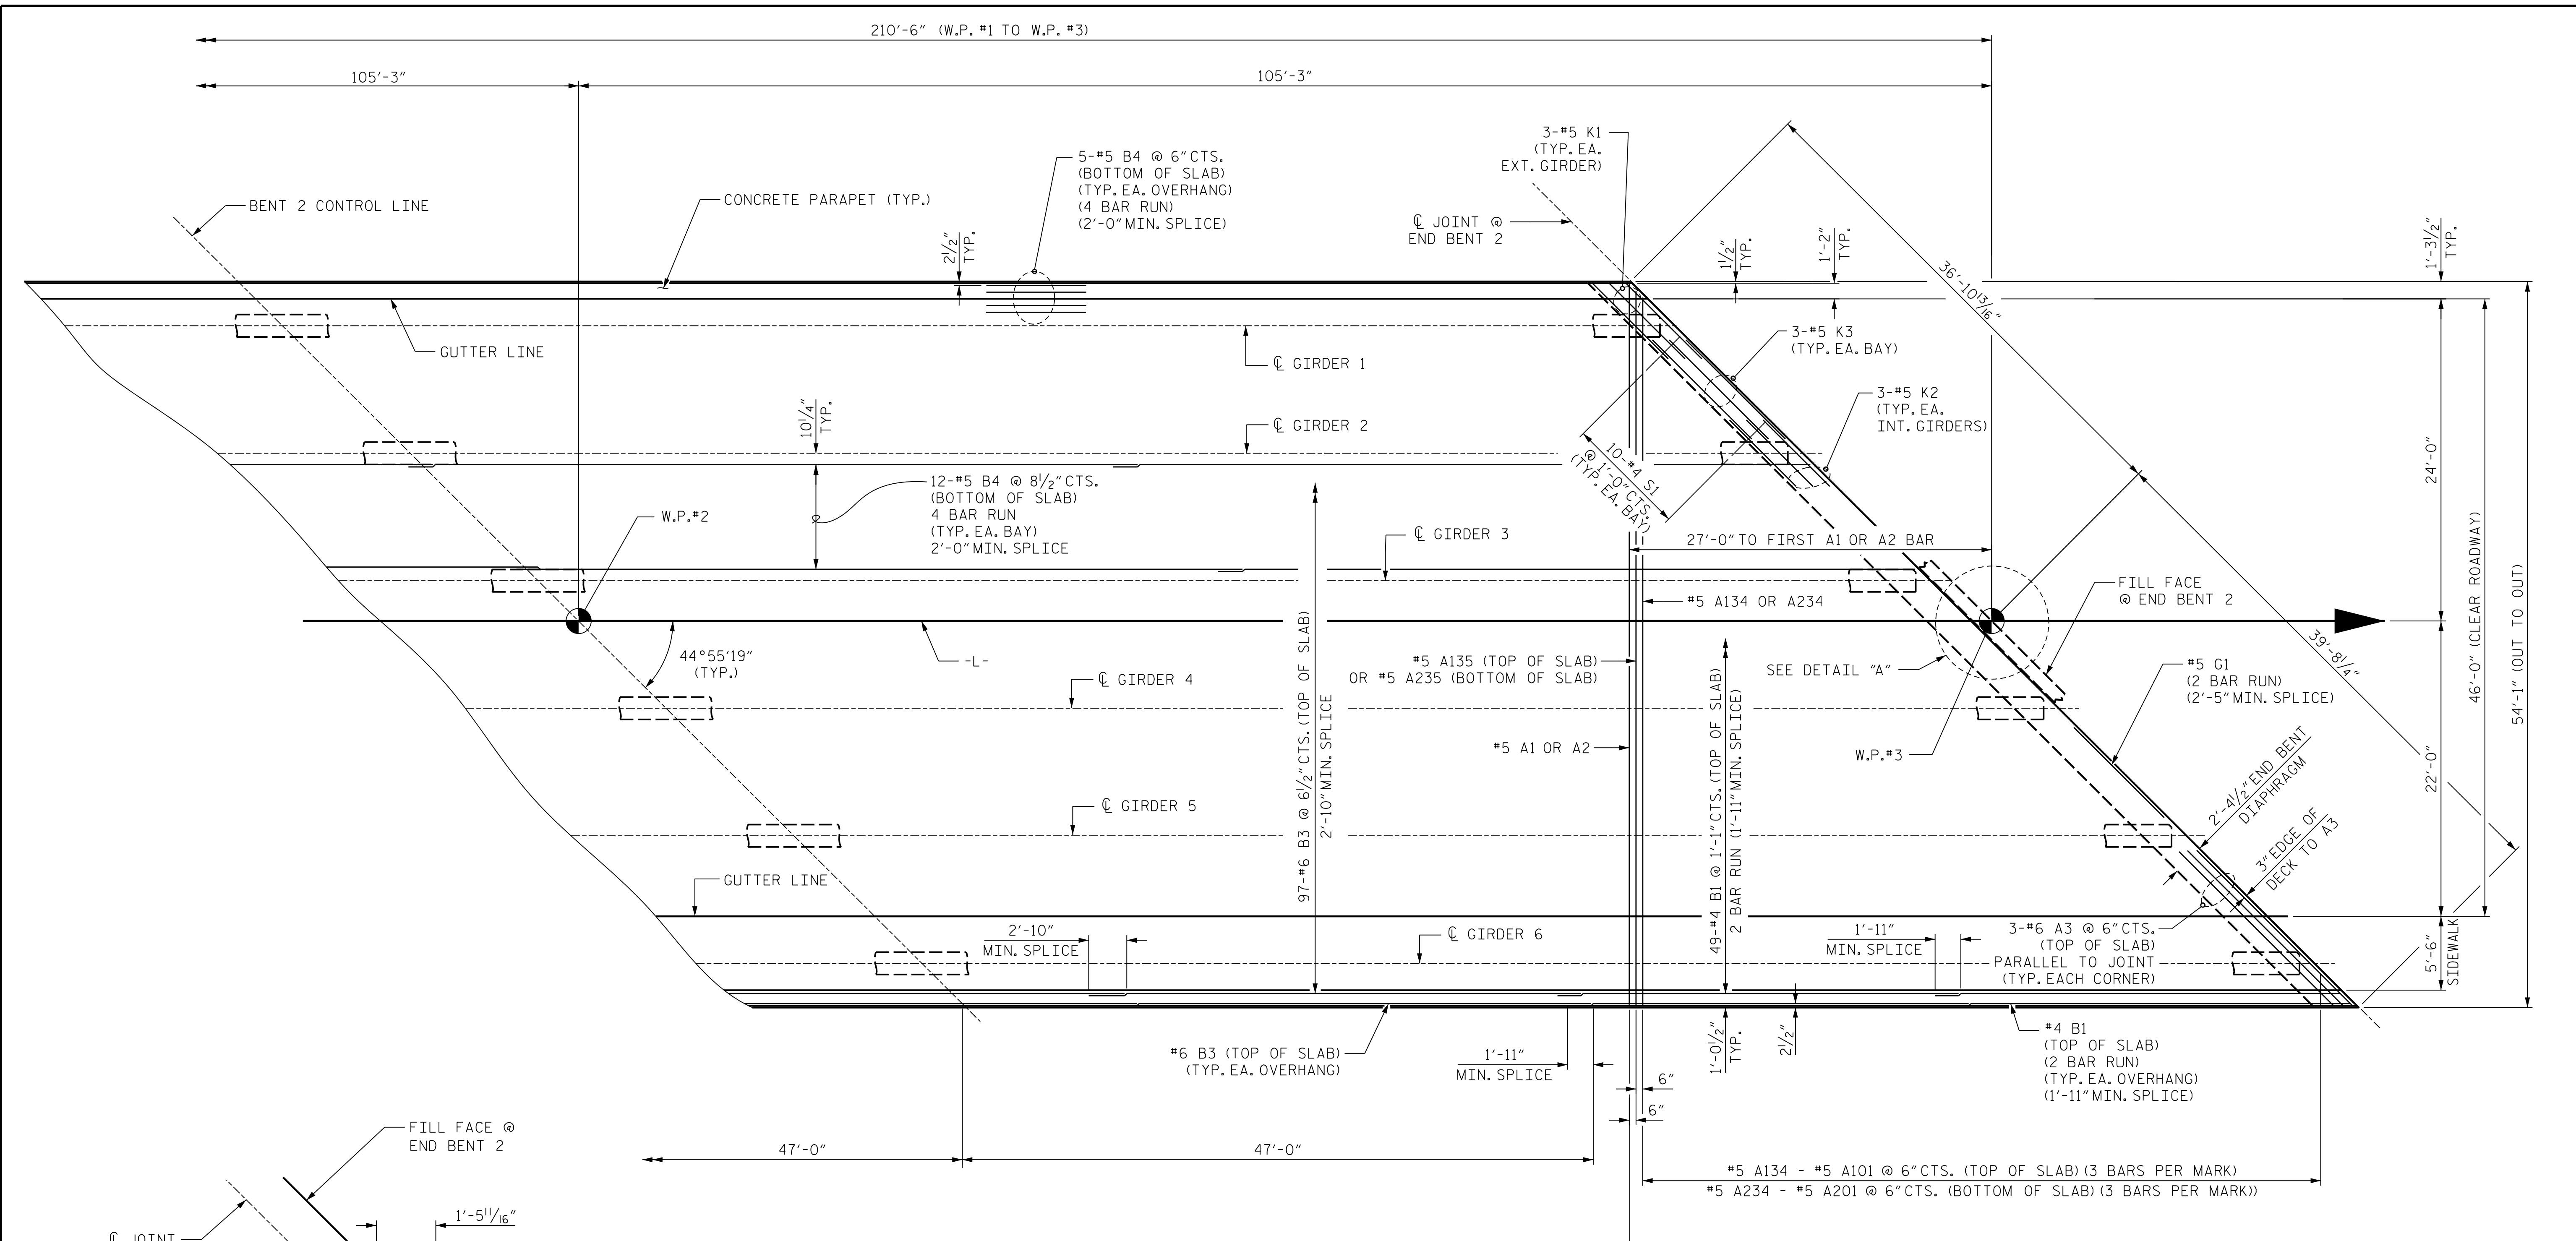 210'-6" (W.P. #1 TO W.P. #3)
105'-3"
105'-3"
BENT 2 CONTROL LINE
CONCRETE PARAPET (TYP.)
5-#5 B4 @ 6" CTS.
(BOTTOM OF SLAB)
(TYP. EA. OVERHANG)
(4 BAR RUN)
(2'-0" MIN. SPLICE)
2 1/2"
TYP.
3-#5 K1
(TYP. EA.
EXT. GIRDER)
℄ JOINT @
END BENT 2
1 1/2"
TYP.
1'-2"
TYP.
1'-3 1/2"
TYP.
36'-10 13/16"
GUTTER LINE
℄ GIRDER 1
3-#5 K3
(TYP. EA. BAY)
3-#5 K2
(TYP. EA.
INT. GIRDERS)
10 1/4"
TYP.
℄ GIRDER 2
10-#4 S1
@ 1'-0" CTS.
(TYP. EA. BAY)
12-#5 B4 @ 8 1/2" CTS.
(BOTTOM OF SLAB)
4 BAR RUN
(TYP. EA. BAY)
2'-0" MIN. SPLICE
W.P.#2
℄ GIRDER 3
27'-0" TO FIRST A1 OR A2 BAR
24'-0"
46'-0" (CLEAR ROADWAY)
54'-1" (OUT TO OUT)
FILL FACE
@ END BENT 2
#5 A134 OR A234
44°55'19"
(TYP.)
-L-
#5 A135 (TOP OF SLAB)
OR #5 A235 (BOTTOM OF SLAB)
SEE DETAIL "A"
39'-8 1/4"
#5 G1
(2 BAR RUN)
(2'-5" MIN. SPLICE)
℄ GIRDER 4
97-#6 B3 @ 6 1/2" CTS. (TOP OF SLAB)
2'-10" MIN. SPLICE
49-#4 B1 @ 1'-1" CTS. (TOP OF SLAB)
2 BAR RUN (1'-11" MIN. SPLICE)
#5 A1 OR A2
W.P.#3
22'-0"
2'-4 1/2" END BENT
DIAPHRAGM
3" EDGE OF
DECK TO A3
℄ GIRDER 5
GUTTER LINE
2'-10"
MIN. SPLICE
℄ GIRDER 6
1'-11"
MIN. SPLICE
3-#6 A3 @ 6" CTS.
(TOP OF SLAB)
PARALLEL TO JOINT
(TYP. EACH CORNER)
5'-6"
SIDEWALK
#6 B3 (TOP OF SLAB)
(TYP. EA. OVERHANG)
1'-11"
MIN. SPLICE
1'-0 1/2"
TYP.
2 1/2"
#4 B1
(TOP OF SLAB)
(2 BAR RUN)
(TYP. EA. OVERHANG)
(1'-11" MIN. SPLICE)
6"
6"
FILL FACE @
END BENT 2
47'-0"
47'-0"
#5 A134 - #5 A101 @ 6" CTS. (TOP OF SLAB) (3 BARS PER MARK)
#5 A234 - #5 A201 @ 6" CTS. (BOTTOM OF SLAB) (3 BARS PER MARK))
1'-5 11/16"
℄ JOINT